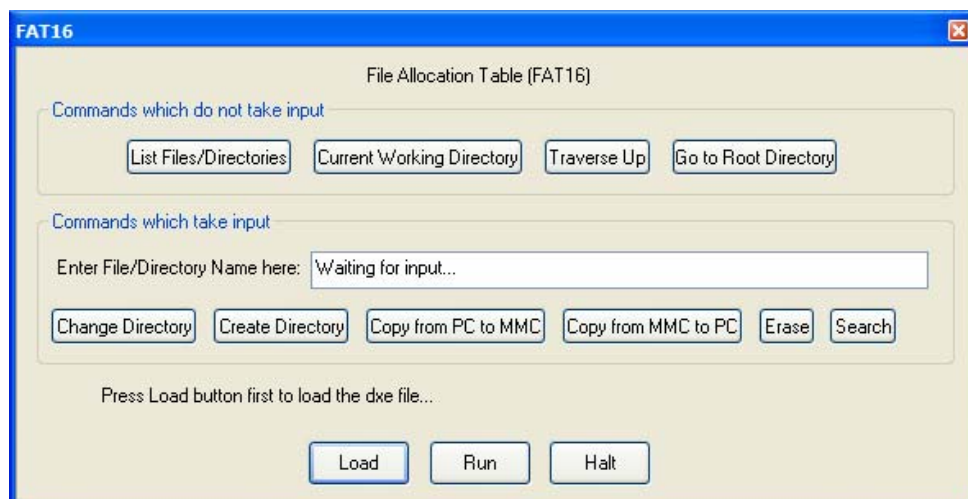 FAT16
File Allocation Table (FAT16)
Commands which do not take input
List Files/Directories Current Working Directory Traverse Up Go to Root Directory
Commands which take input
Enter File/Directory Name here: Waiting for input...
Change Directory Create Directory Copy from PC to MMC Copy from MMC to PC Erase Search
Press Load button first to load the dxe file...
Load Run Halt